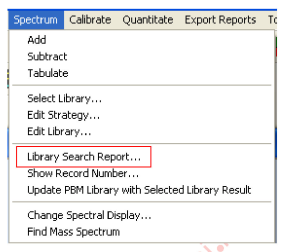 Spectrum Calibrate Quantitate Export Reports
Add
Subtract
Tabulate
Select Library...
Edit Strategy...
Edit Library...
Library Search Report...
Show Record Number...
Update PBM Library with Selected Library Result
Change Spectral Display...
Find Mass Spectrum